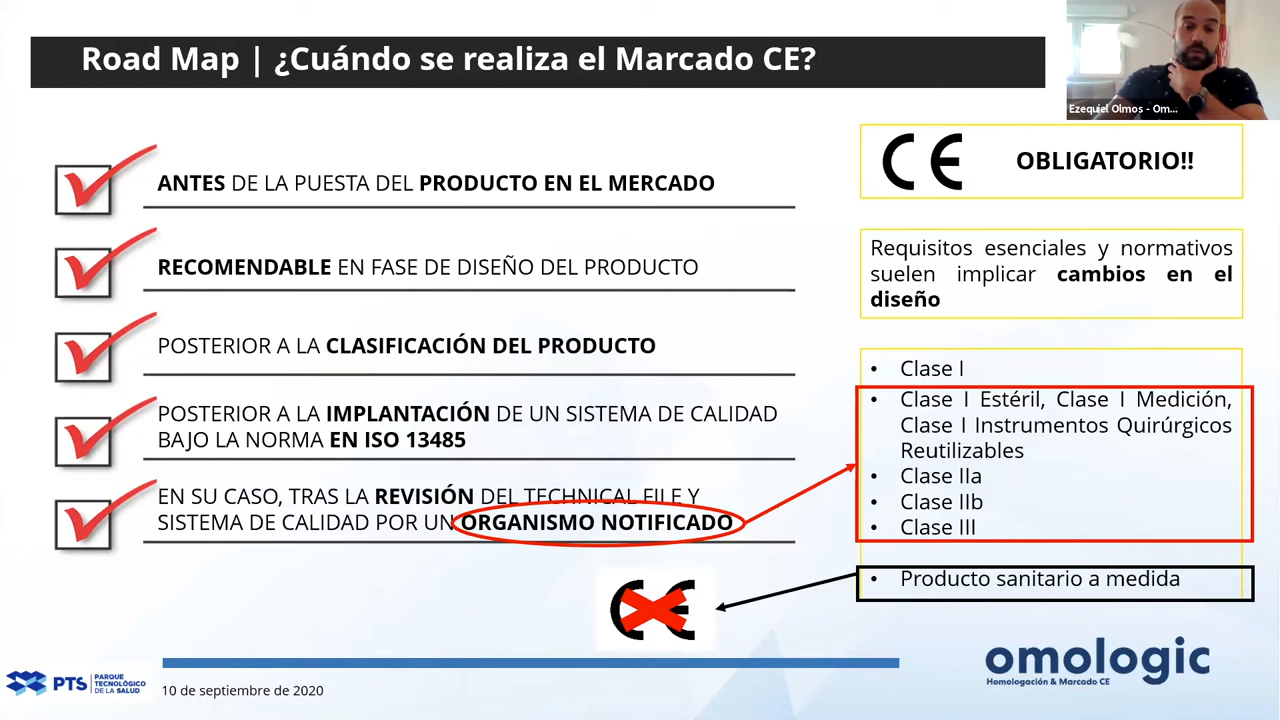 Road Map | ¿Cuándo se realiza el Marcado CE?
Ezequiel Olmos - Om...
ANTES DE LA PUESTA DEL PRODUCTO EN EL MERCADO
RECOMENDABLE EN FASE DE DISEÑO DEL PRODUCTO
POSTERIOR A LA CLASIFICACIÓN DEL PRODUCTO
POSTERIOR A LA IMPLANTACIÓN DE UN SISTEMA DE CALIDAD
BAJO LA NORMA EN ISO 13485
EN SU CASO, TRAS LA REVISIÓN DEL TECHNICAL FILE Y
SISTEMA DE CALIDAD POR UN ORGANISMO NOTIFICADO
CE OBLIGATORIO!!
Requisitos esenciales y normativos
suelen implicar cambios en el
diseño
• Clase I
• Clase I Estéril, Clase I Medición,
Clase I Instrumentos Quirúrgicos
Reutilizables
• Clase IIa
• Clase IIb
• Clase III
• Producto sanitario a medida
CE
omologic
Homologación & Marcado CE
PTS PARQUE
TECNOLÓGICO
DE LA SALUD
10 de septiembre de 2020